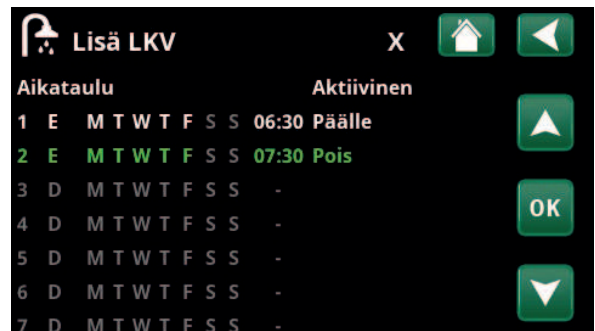 Lisä LKV X
Aikataulu Aktiivinen
1 E M T W T F S S 06:30 Päälle
2 E M T W T F S S 07:30 Pois
3 D M T W T F S S -
4 D M T W T F S S -
OK
5 D M T W T F S S -
6 D M T W T F S S -
7 D M T W T F S S